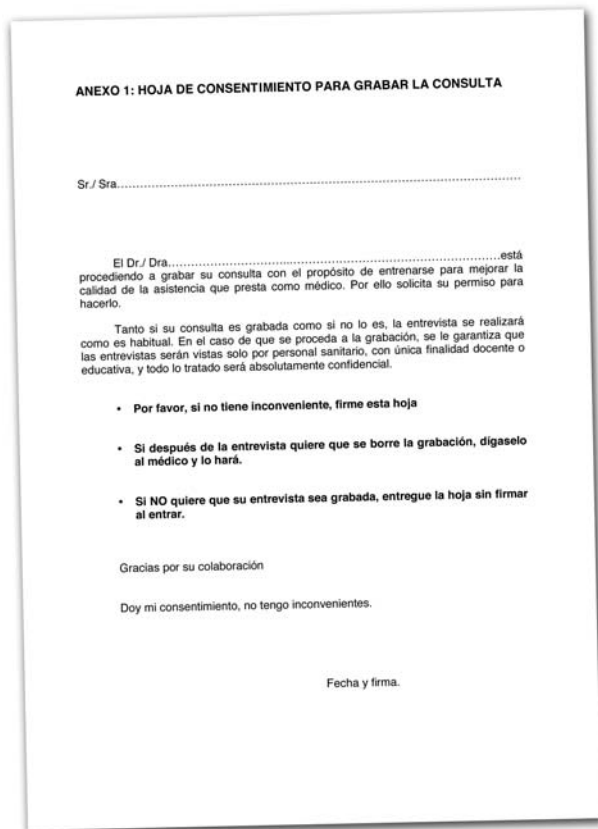 ANEXO 1: HOJA DE CONSENTIMIENTO PARA GRABAR LA CONSULTA
Sr./ Sra.....................................................................................................
El Dr./ Dra...................................................................................está
procediendo a grabar su consulta con el propósito de entrenarse para mejorar la
calidad de la asistencia que presta como médico. Por ello solicita su permiso para
hacerlo.
Tanto si su consulta es grabada como si no lo es, la entrevista se realizará
como es habitual. En el caso de que se proceda a la grabación, se le garantiza que
las entrevistas serán vistas solo por personal sanitario, con única finalidad docente o
educativa, y todo lo tratado será absolutamente confidencial.
• Por favor, si no tiene inconveniente, firme esta hoja
• Si después de la entrevista quiere que se borre la grabación, dígaselo
al médico y lo hará.
• Si NO quiere que su entrevista sea grabada, entregue la hoja sin firmar
al entrar.
Gracias por su colaboración
Doy mi consentimiento, no tengo inconvenientes.
Fecha y firma.